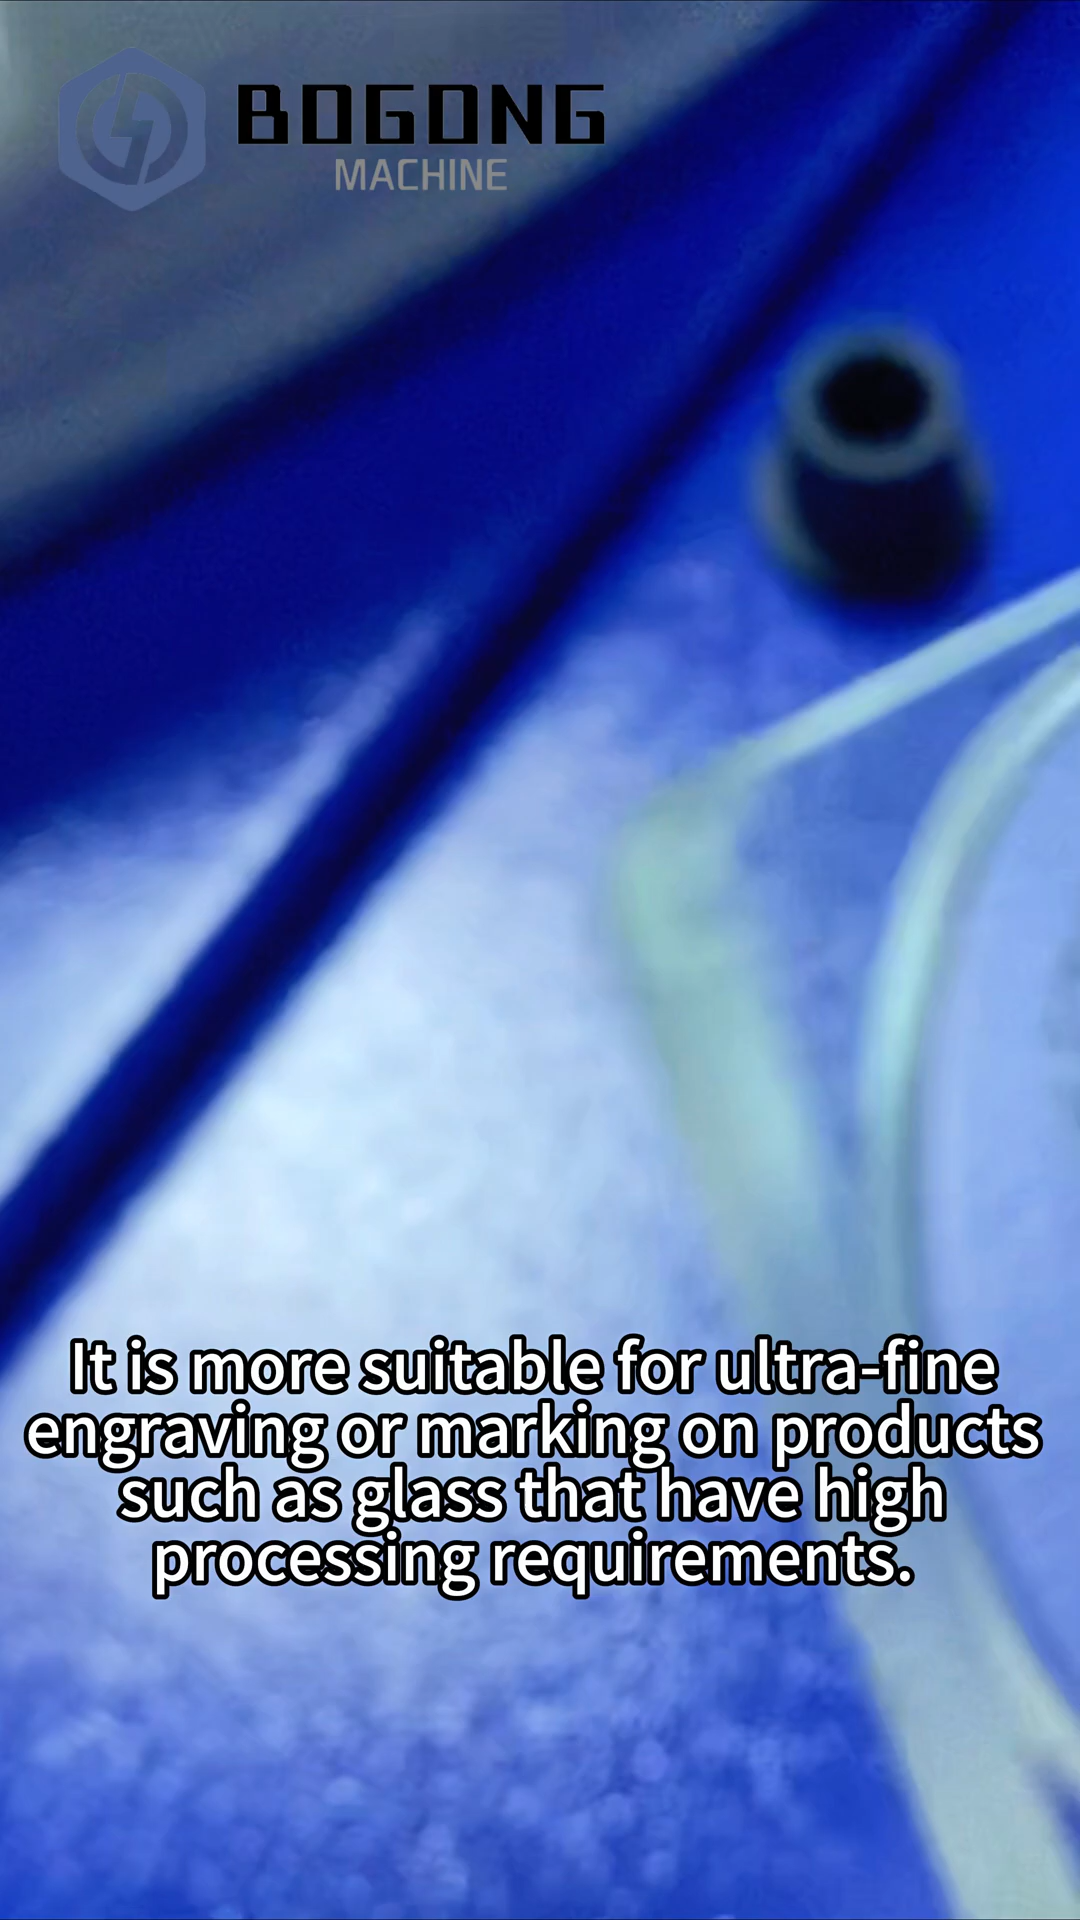 BOGONG
MACHINE
It is more suitable for ultra-fine
engraving or marking on products
such as glass that have high
processing requirements.